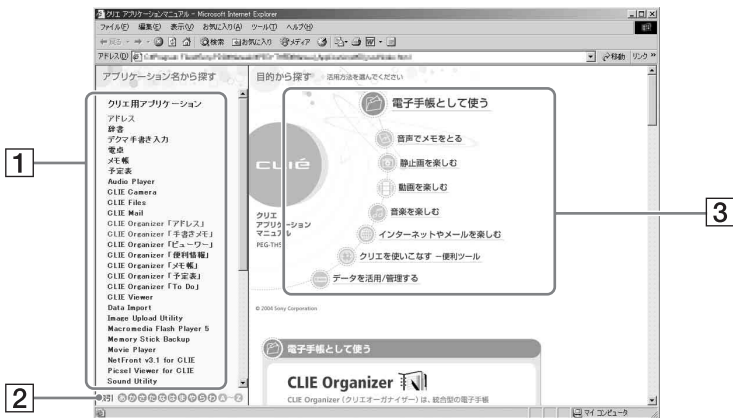 クリエ アプリケーションマニュアル - Microsoft Internet Explorer
ファイル(F) 編集(E) 表示(V) お気に入り(A) ツール(T) ヘルプ(H)
戻る 検索 お気に入り メディア
アドレス(D) 移動 リンク »
アプリケーション名から探す
クリエ用アプリケーション
アドレス
辞書
デクマ手書き入力
電卓
メモ帳
予定表
Audio Player
CLIE Camera
CLIE Files
CLIE Mail
CLIE Organizer「アドレス」
CLIE Organizer「手書きメモ」
CLIE Organizer「ビューワー」
CLIE Organizer「便利情報」
CLIE Organizer「メモ帳」
CLIE Organizer「予定表」
CLIE Organizer「To Do」
CLIE Viewer
Data Import
Image Upload Utility
Macromedia Flash Player 5
Memory Stick Backup
Movie Player
NetFront v3.1 for CLIE
Picsel Viewer for CLIE
Sound Utility
索引 あ か さ た な は ま や ら わ A-Z
目的から探す 活用方法を選んでください
CLIÉ
クリエ
アプリケーション
マニュアル
電子手帳として使う
音声でメモをとる
静止画を楽しむ
動画を楽しむ
音楽を楽しむ
インターネットやメールを楽しむ
クリエを使いこなす −便利ツール
データを活用/管理する
© 2004 Sony Corporation
電子手帳として使う
CLIE Organizer
CLIE Organizer(クリエオーガナイザー)は、統合型の電子手帳
マイ コンピュータ
1
2
3